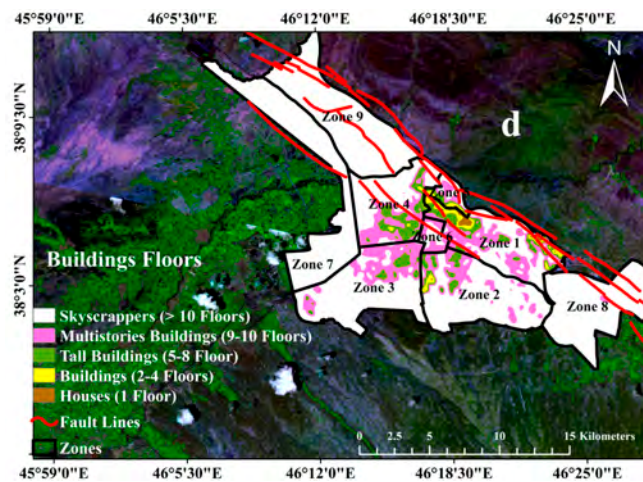 45°59'0"E 46°5'30"E 46°12'0"E 46°18'30"E 46°25'0"E
N
38°9'30"N
d
Zone 9
Zone 4
Zone 1
Zone 7
Zone 3
Zone 2
Zone 8
38°3'0"N
Buildings Floors
Skyscrappers (> 10 Floors)
Multistories Buildings (9-10 Floors)
Tall Buildings (5-8 Floor)
Buildings (2-4 Floors)
Houses (1 Floor)
Fault Lines
Zones
0 2.5 5 10 15 Kilometers
45°59'0"E 46°5'30"E 46°12'0"E 46°18'30"E 46°25'0"E